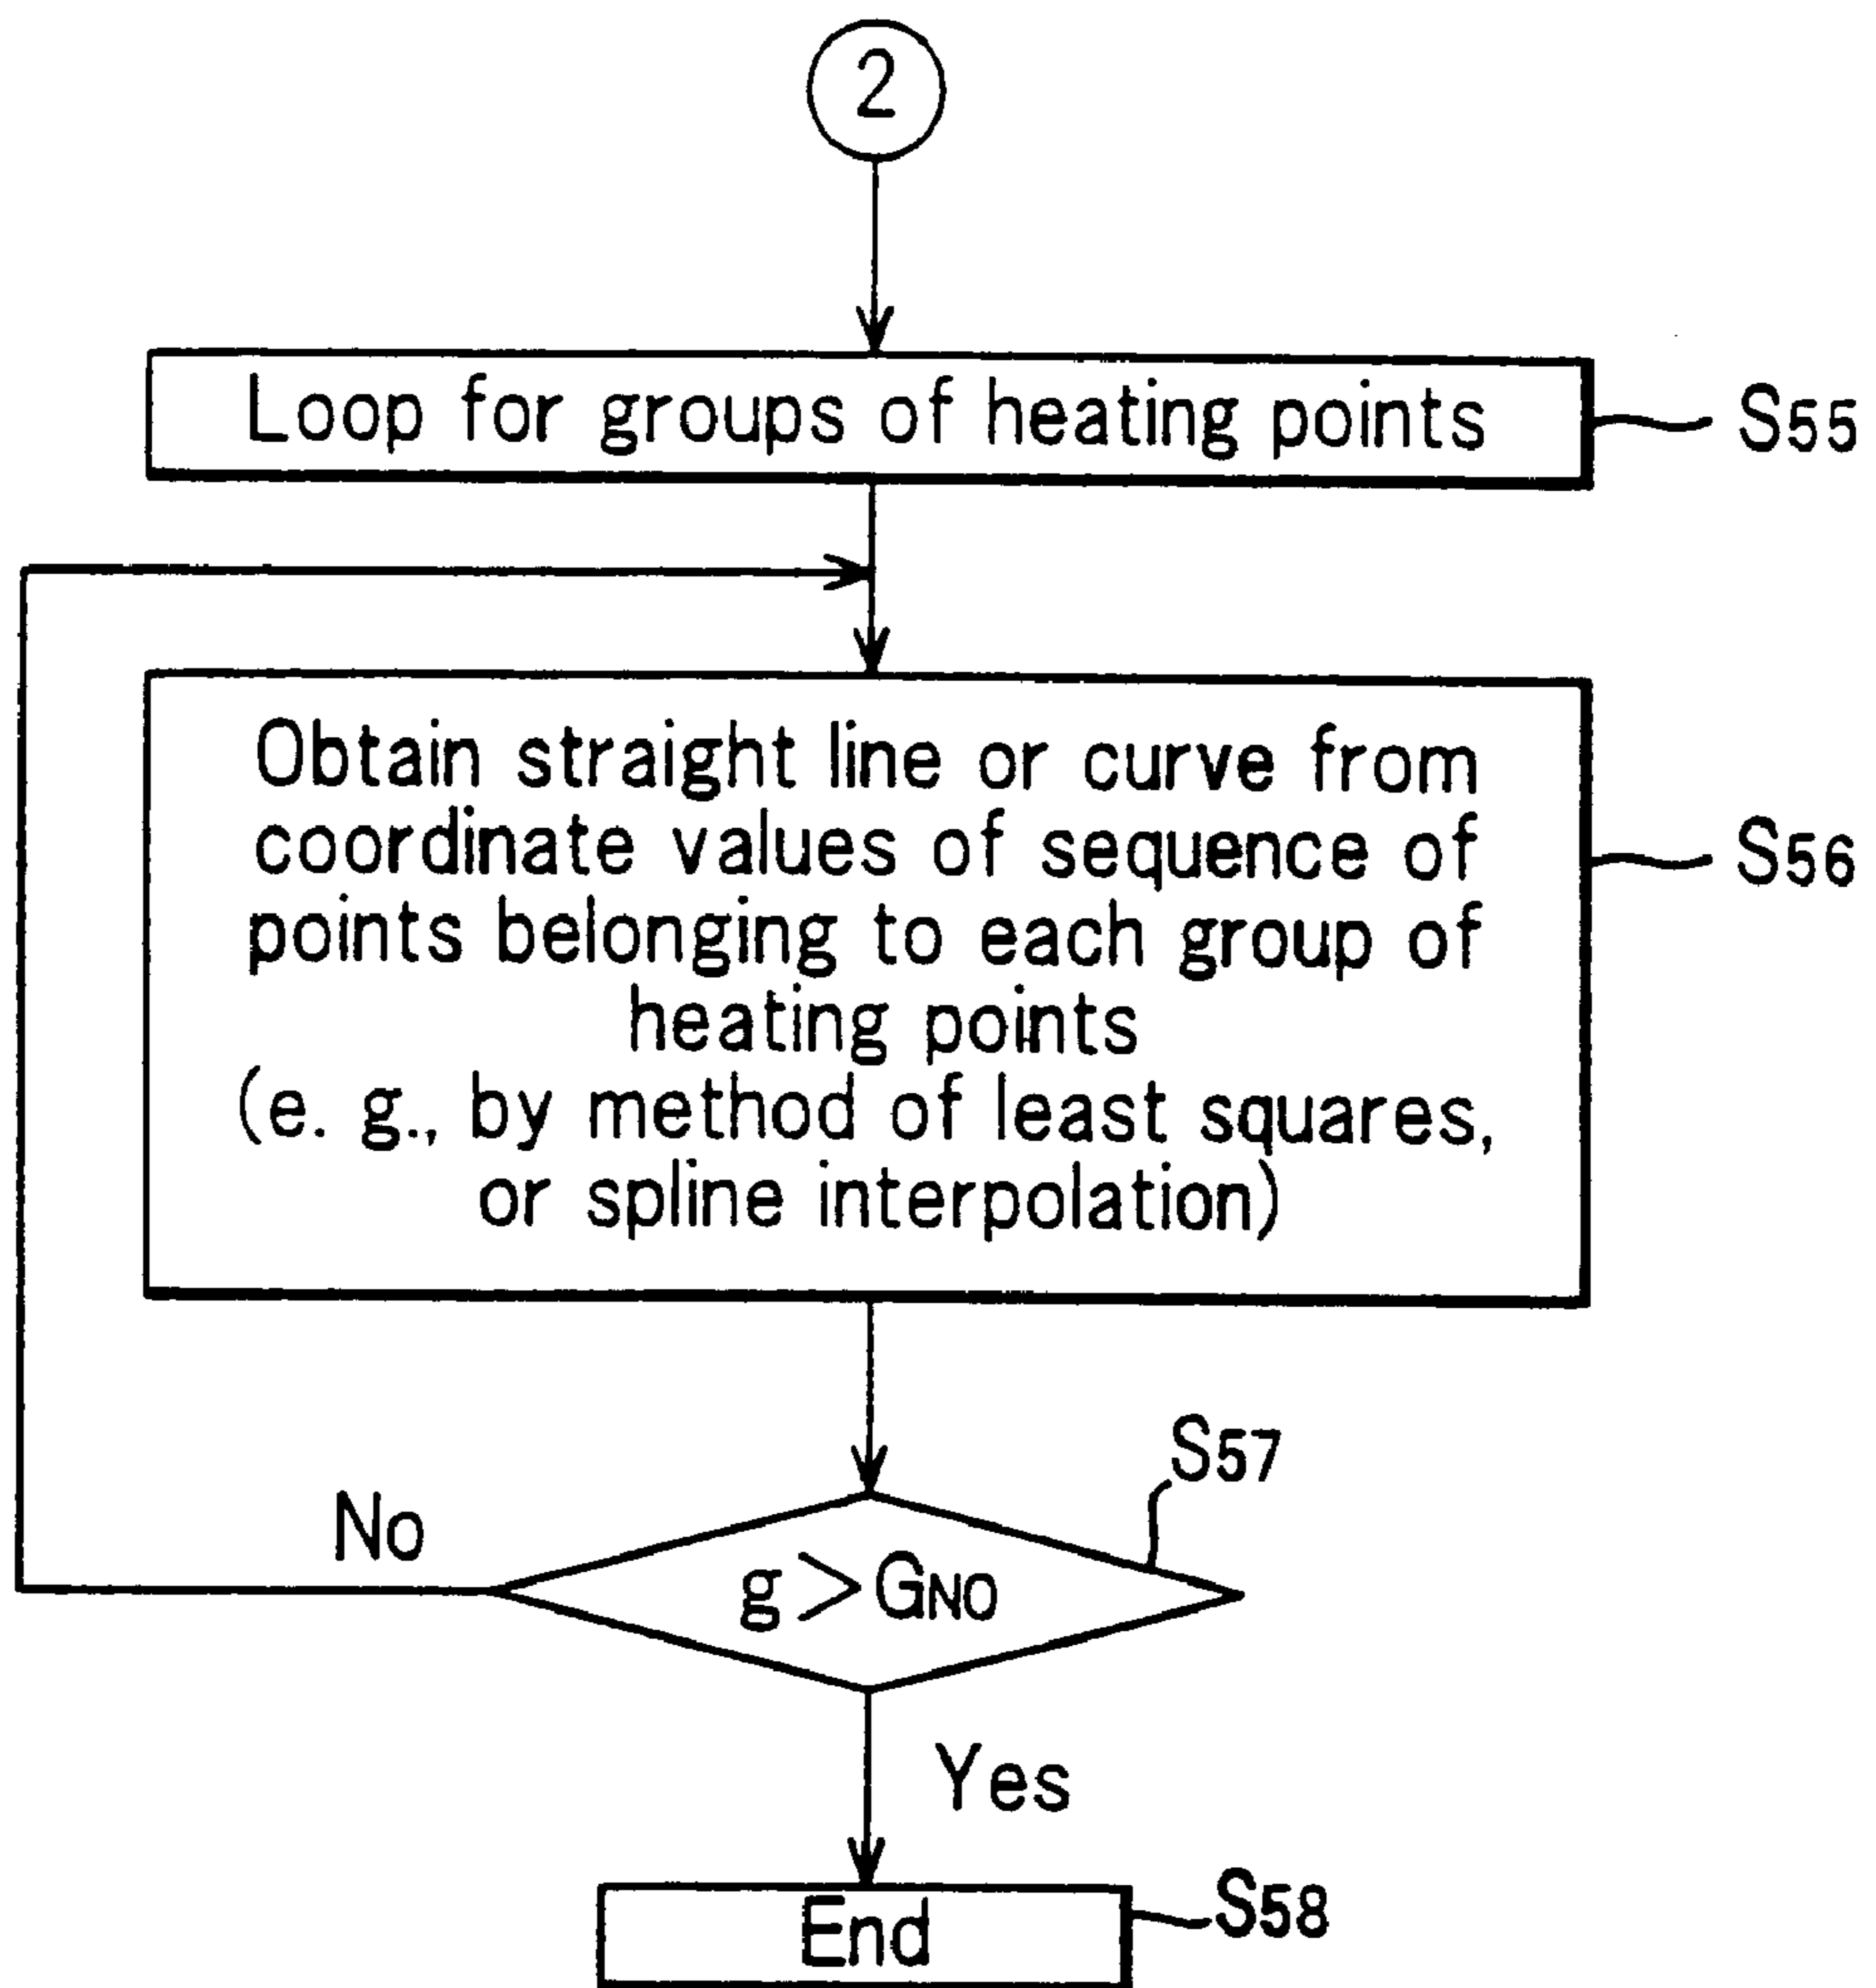 2
Loop for groups of heating points
S55
Obtain straight line or curve from
coordinate values of sequence of
points belonging to each group of
heating points
(e. g., by method of least squares,
or spline interpolation)
S56
S57
No
g>GNO
Yes
End
S58